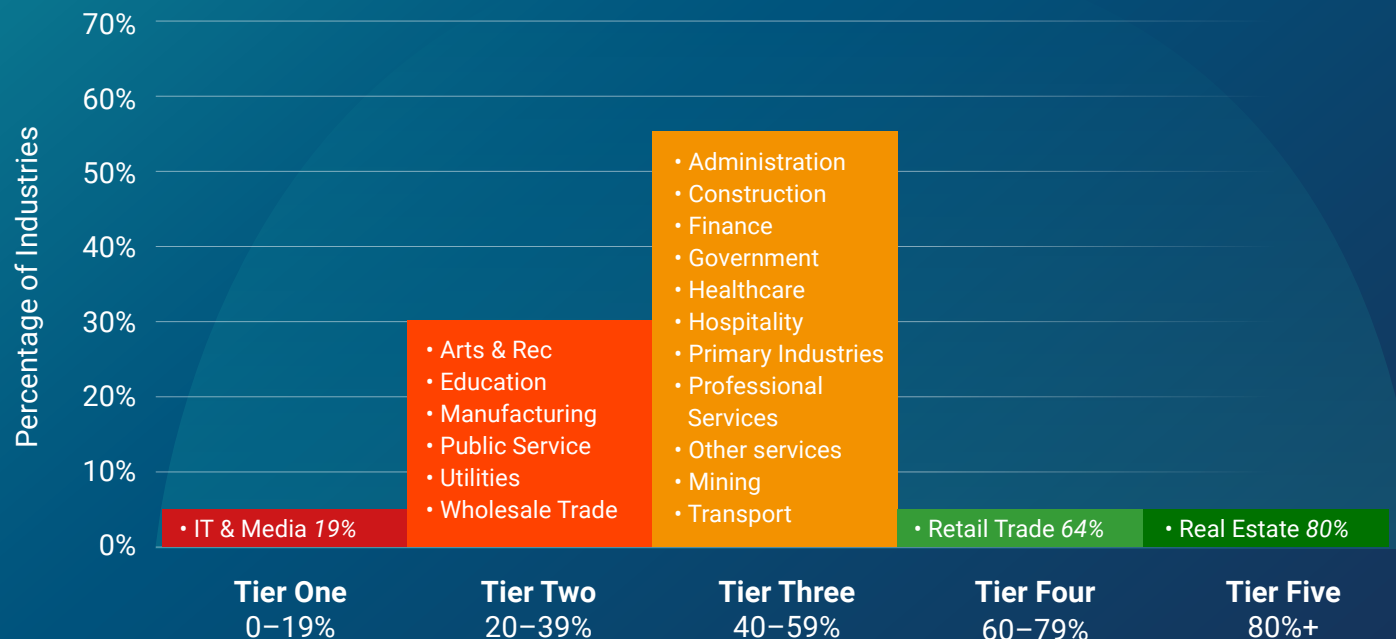 70%
60%
50%
40%
30%
20%
10%
0%
Percentage of Industries
• IT & Media 19%
• Arts & Rec
• Education
• Manufacturing
• Public Service
• Utilities
• Wholesale Trade
• Administration
• Construction
• Finance
• Government
• Healthcare
• Hospitality
• Primary Industries
• Professional
Services
• Other services
• Mining
• Transport
• Retail Trade 64%
• Real Estate 80%
Tier One
0–19%
Tier Two
20–39%
Tier Three
40–59%
Tier Four
60–79%
Tier Five
80%+